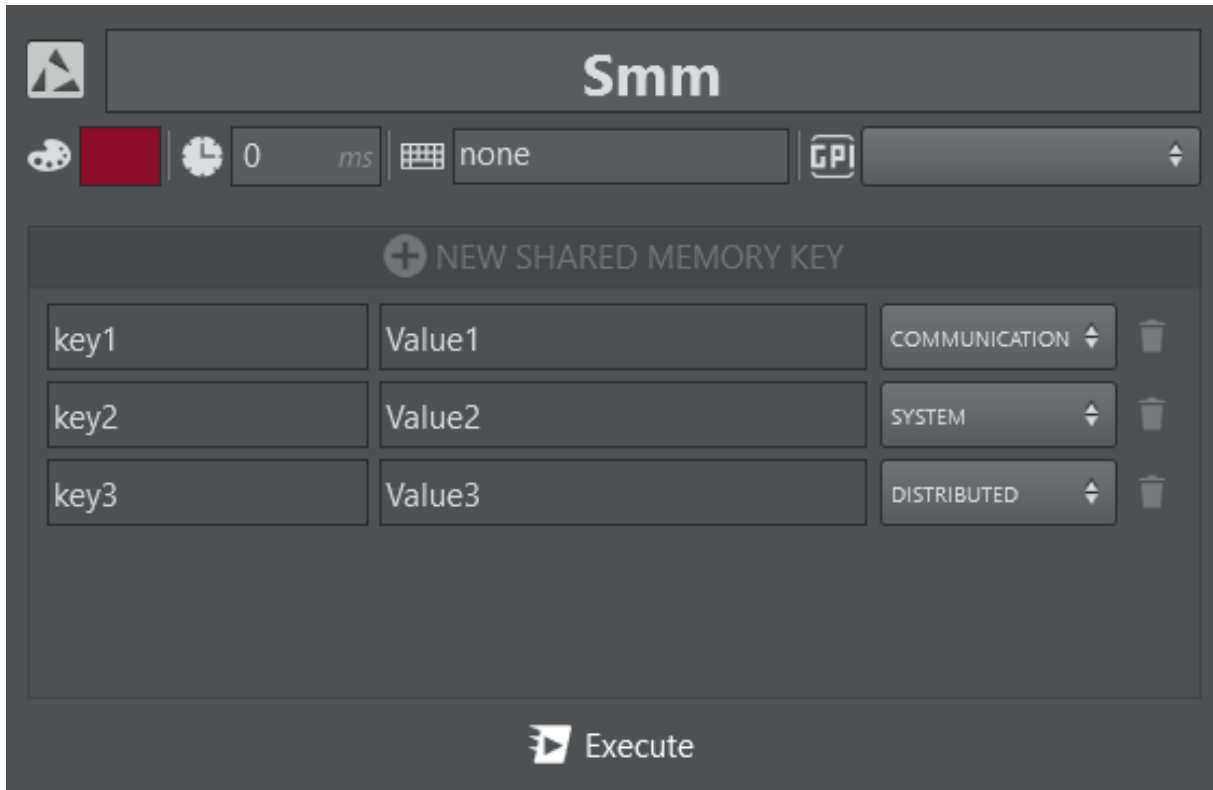 Smm
0 ms none GPI
NEW SHARED MEMORY KEY
key1 Value1 COMMUNICATION
key2 Value2 SYSTEM
key3 Value3 DISTRIBUTED
Execute